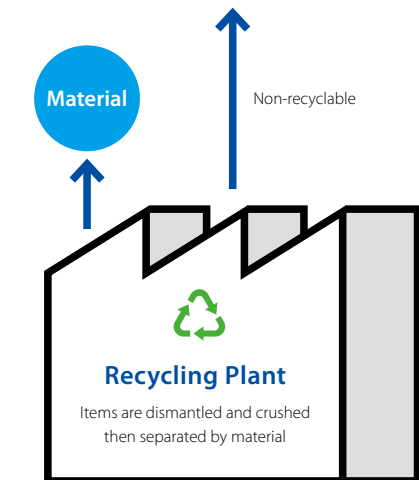 Material
Non-recyclable
Recycling Plant
Items are dismantled and crushed
then separated by material